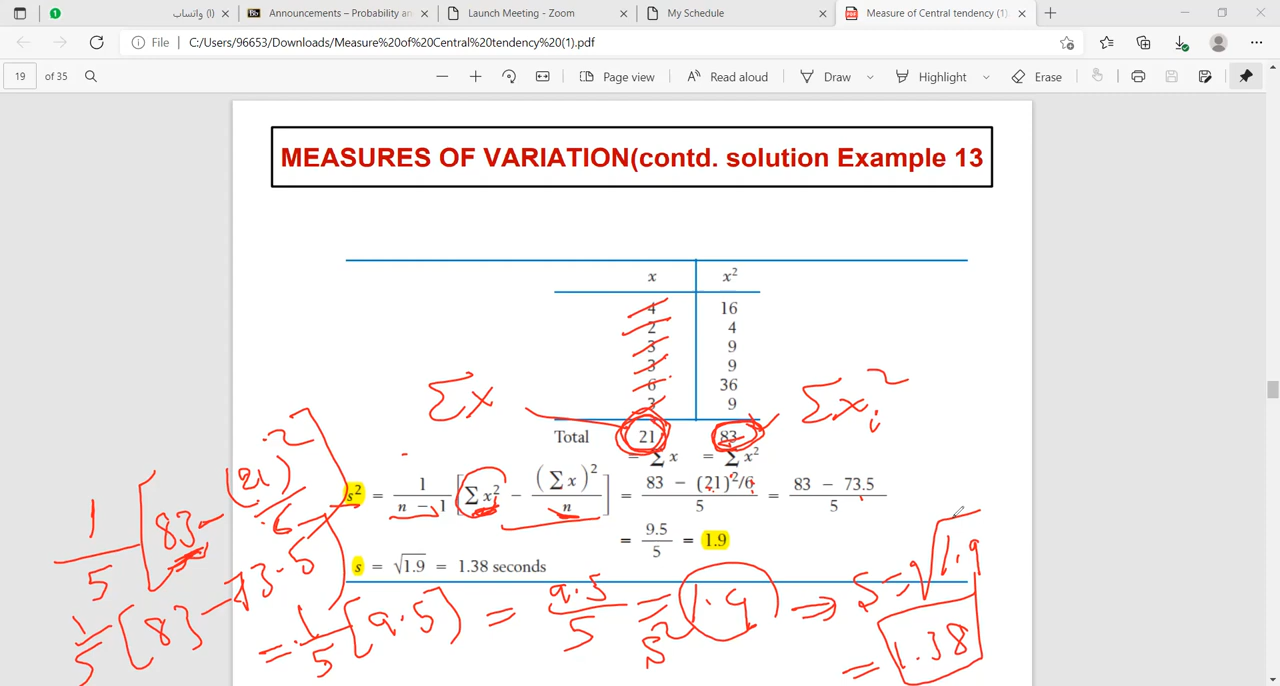 1
(ا) واتساب
Announcements – Probability an
Launch Meeting - Zoom
My Schedule
Measure of Central tendency (1)
File
C:/Users/96653/Downloads/Measure%20of%20Central%20tendency%20(1).pdf
19 of 35
Page view
Read aloud
Draw
Highlight
Erase
MEASURES OF VARIATION(contd. solution Example 13
x x²
4 16
2 4
3 9
3 9
6 36
3 9
Σx
Σxᵢ²
Total 21 83
= Σx = Σx²
s² = 1/(n − 1) [Σx² − (Σx)²/n] = (83 − (21)²/6)/5 = (83 − 73.5)/5
= 9.5/5 = 1.9
s = √1.9 = 1.38 seconds
1/5 [83 - (21)²/6]
1/5 [83 - 73.5]
= 1/5 [9.5] = 9.5/5 = 1.9 ⇒ S = √1.9
S²
= 1.38